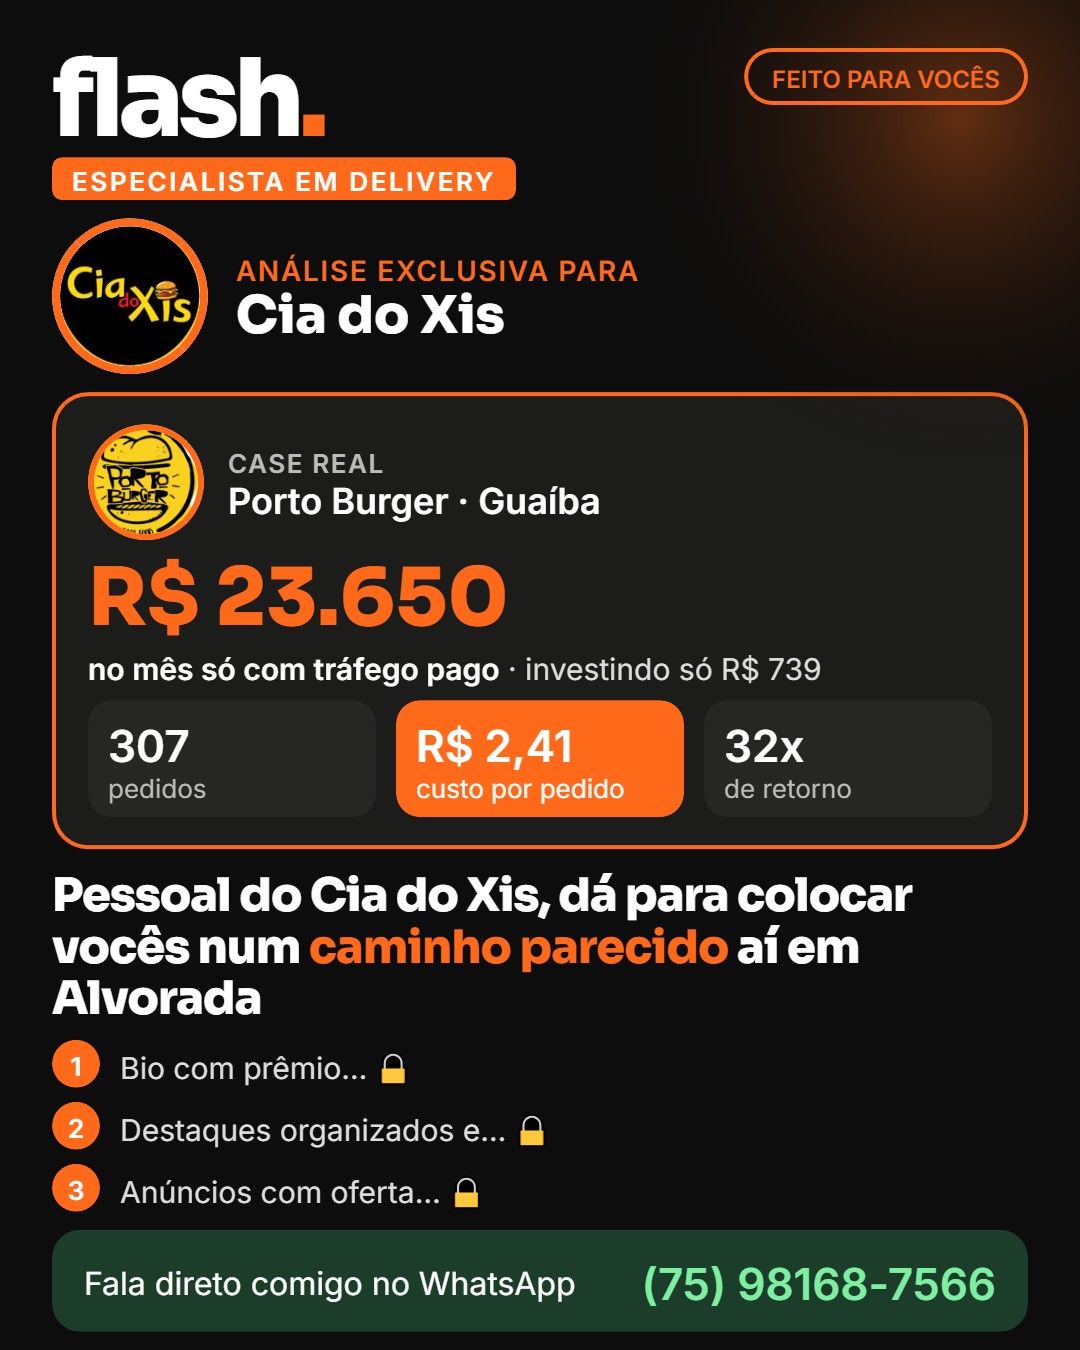 flash.
FEITO PARA VOCÊS
ESPECIALISTA EM DELIVERY
Cia do Xis
ANÁLISE EXCLUSIVA PARA
Cia do Xis
PORTO
BURGER
CASE REAL
Porto Burger · Guaíba
R$ 23.650
no mês só com tráfego pago · investindo só R$ 739
307
pedidos
R$ 2,41
custo por pedido
32x
de retorno
Pessoal do Cia do Xis, dá para colocar
vocês num caminho parecido aí em
Alvorada
1 Bio com prêmio... 🔒
2 Destaques organizados e... 🔒
3 Anúncios com oferta... 🔒
Fala direto comigo no WhatsApp (75) 98168-7566